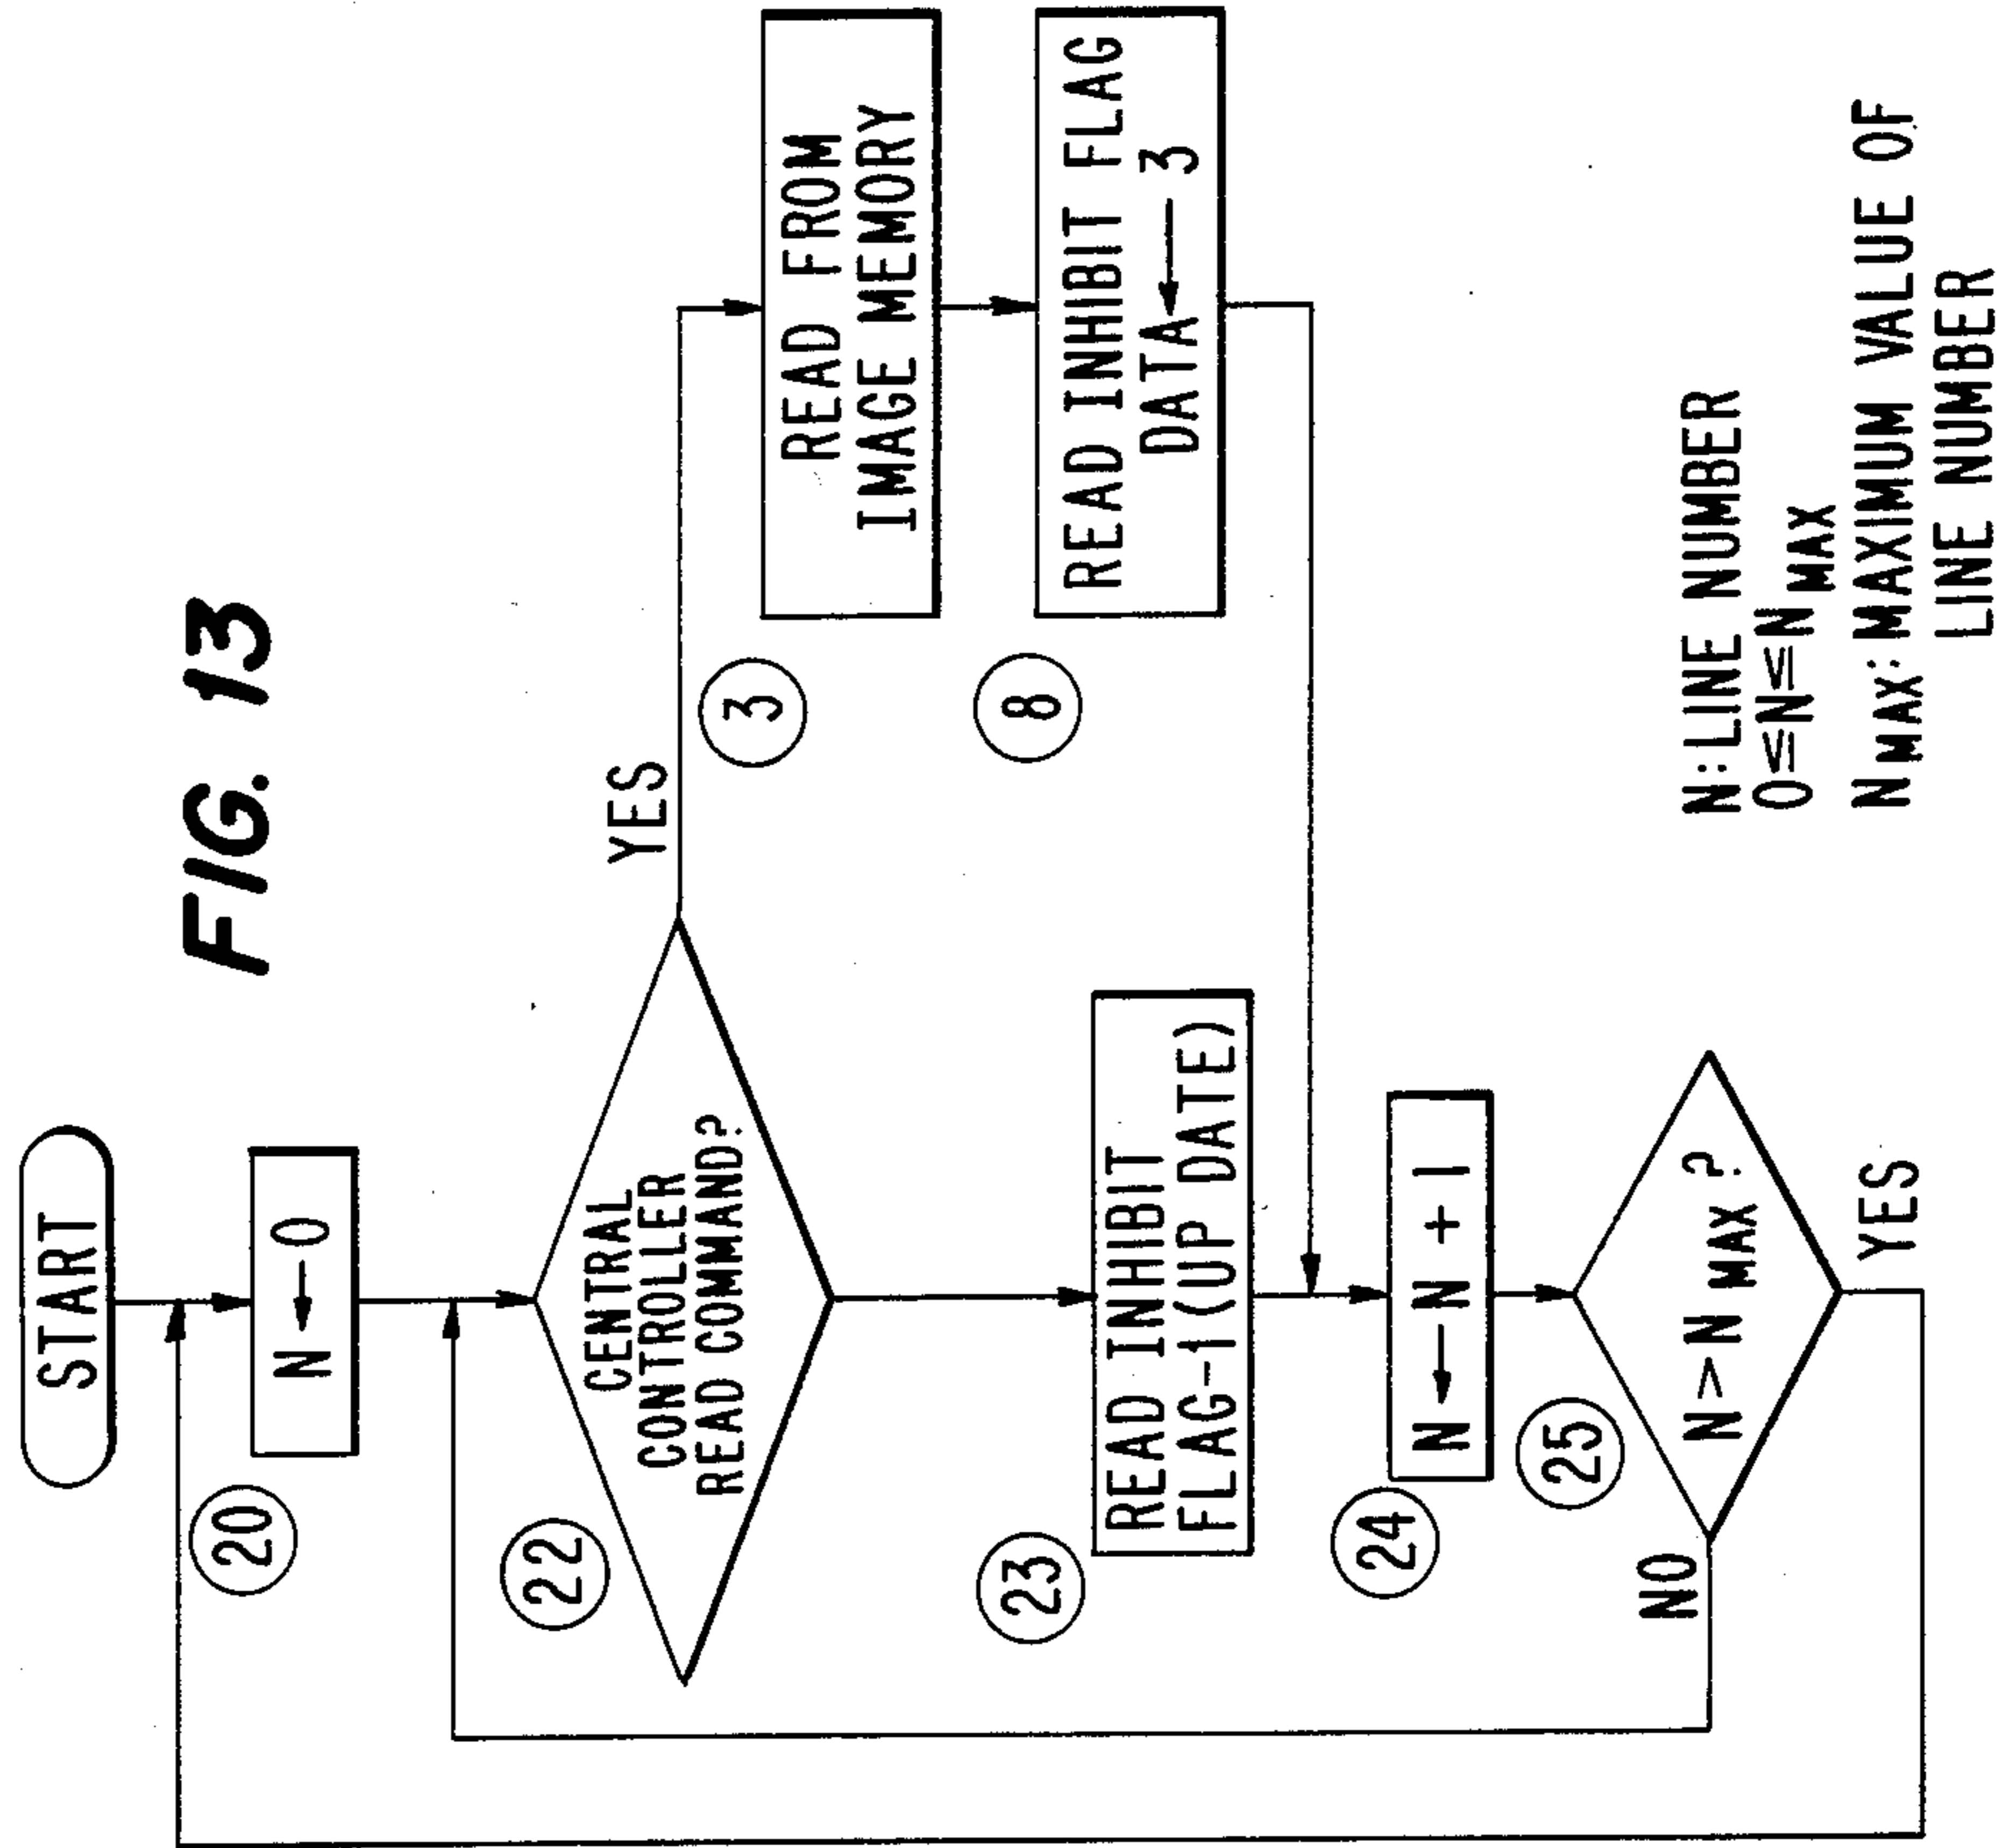 FIG. 13
START
20
N ← 0
22
CENTRAL
CONTROLLER
READ COMMAND?
YES
3
READ FROM
IMAGE MEMORY
8
READ INHIBIT FLAG
DATA ← 3
23
READ INHIBIT
FLAG-1(UP DATE)
24
N ← N + 1
25
N > N MAX ?
NO
YES
N:LINE NUMBER
0≦N≦N MAX
N MAX:MAXIMUM VALUE OF
LINE NUMBER